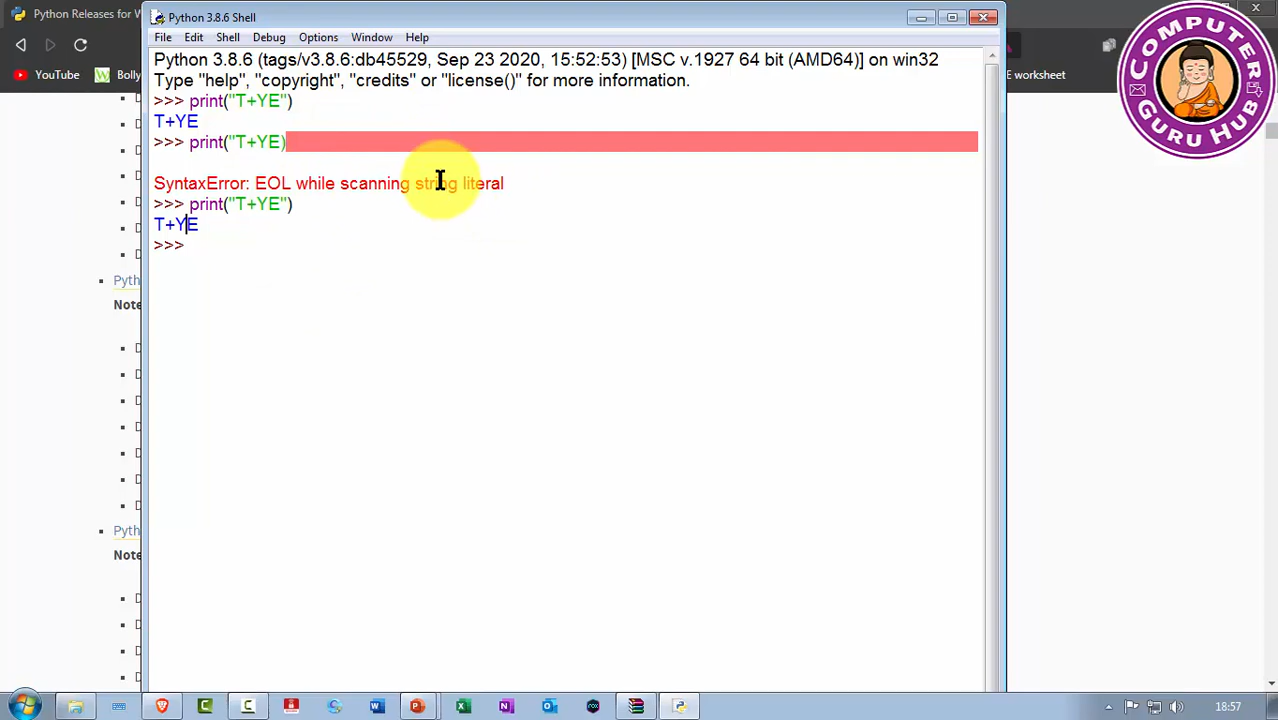 Python Releases for W
Python 3.8.6 Shell
File Edit Shell Debug Options Window Help
YouTube
Bolly
E worksheet
Python 3.8.6 (tags/v3.8.6:db45529, Sep 23 2020, 15:52:53) [MSC v.1927 64 bit (AMD64)] on win32
Type "help", "copyright", "credits" or "license()" for more information.
>>> print("T+YE")
T+YE
>>> print("T+YE)
SyntaxError: EOL while scanning string literal
>>> print("T+YE")
T+YE
>>>
Pyth
Note
Pyth
Note
COMPUTER
GURU HUB
18:57